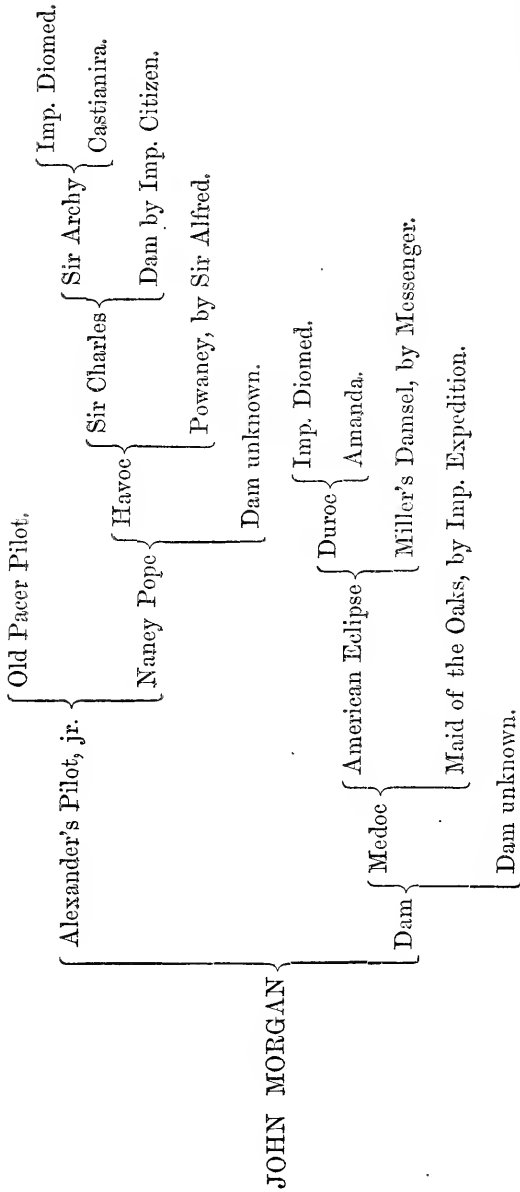 Old Pacer Pilot.
Imp. Diomed.
Alexander's Pilot, jr.
Sir Archy
Sir Charles
Castianira.
Havoc
Nancy Pope
Dam by Imp. Citizen.
Powaney, by Sir Alfred.
Dam unknown.
JOHN MORGAN
Imp. Diomed.
Duroc
Amanda.
American Eclipse
Medoc
Dam
Miller's Damsel, by Messenger.
Maid of the Oaks, by Imp. Expedition.
Dam unknown.